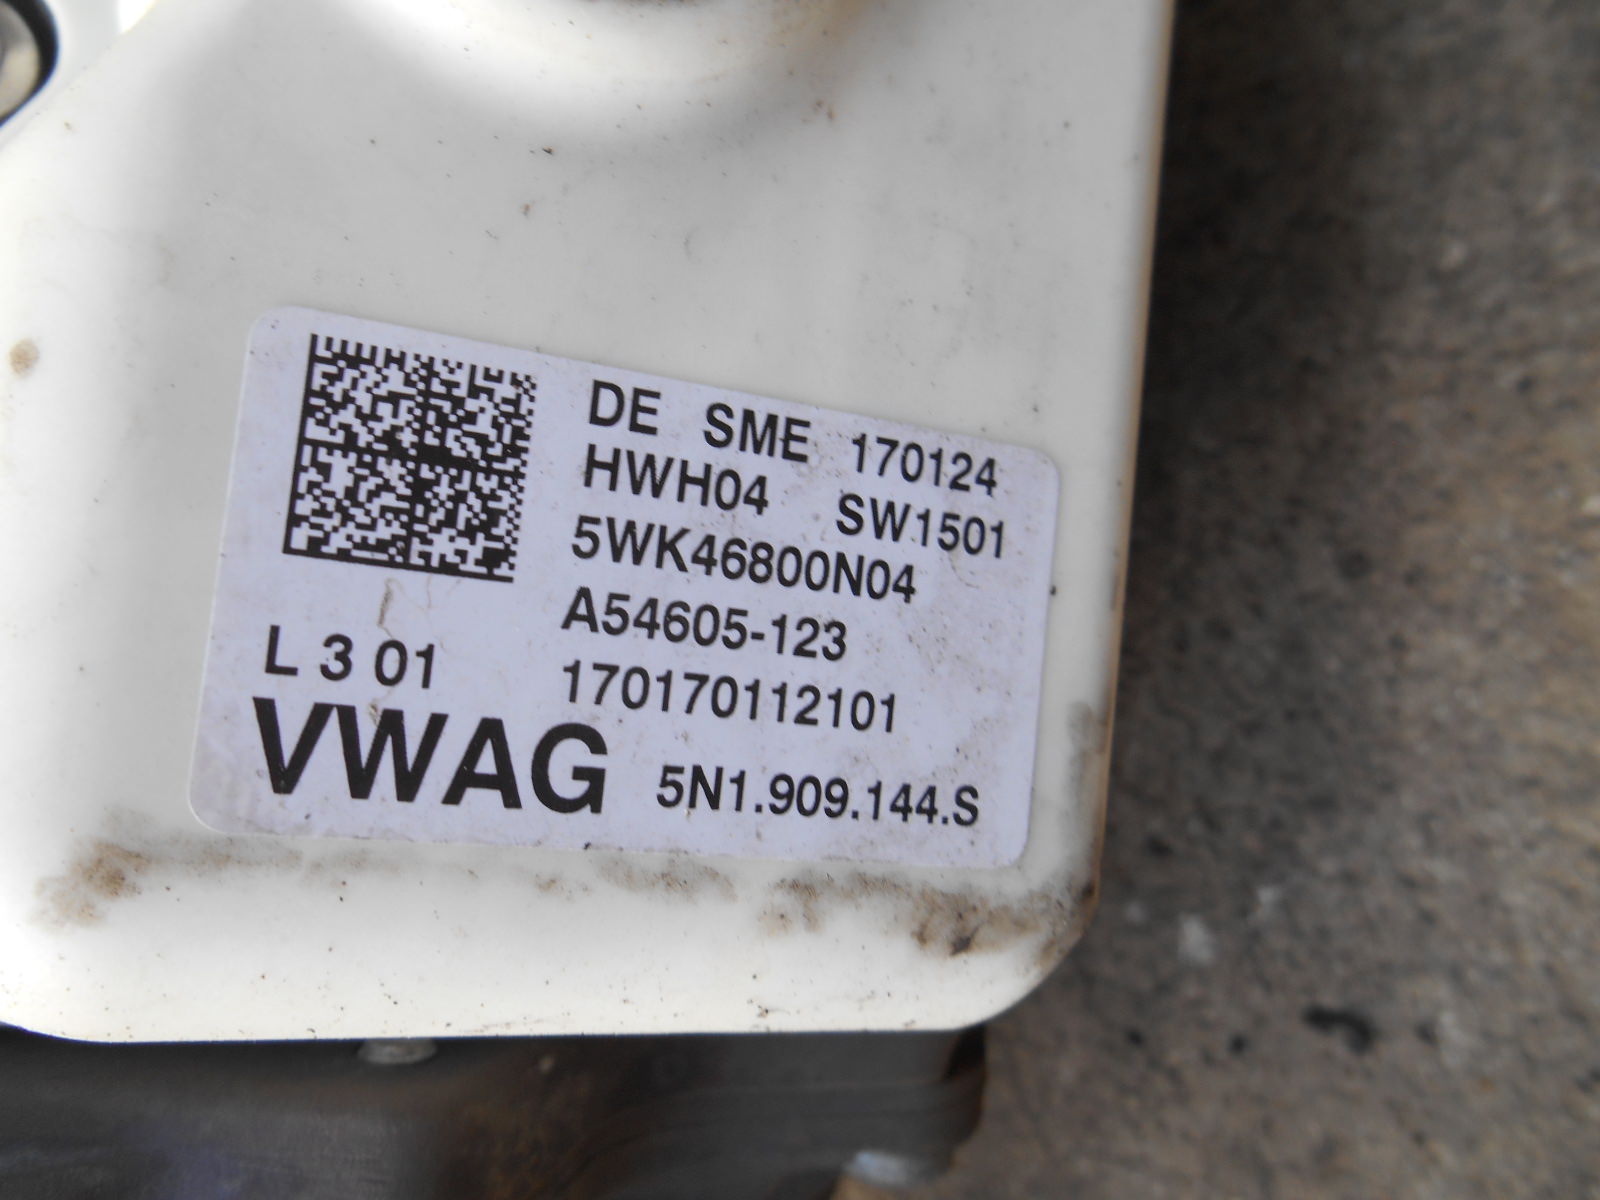 DE SME 170124
HWH04 SW1501
5WK46800N04
A54605-123
L 3 01 170170112101
VWAG 5N1.909.144.S